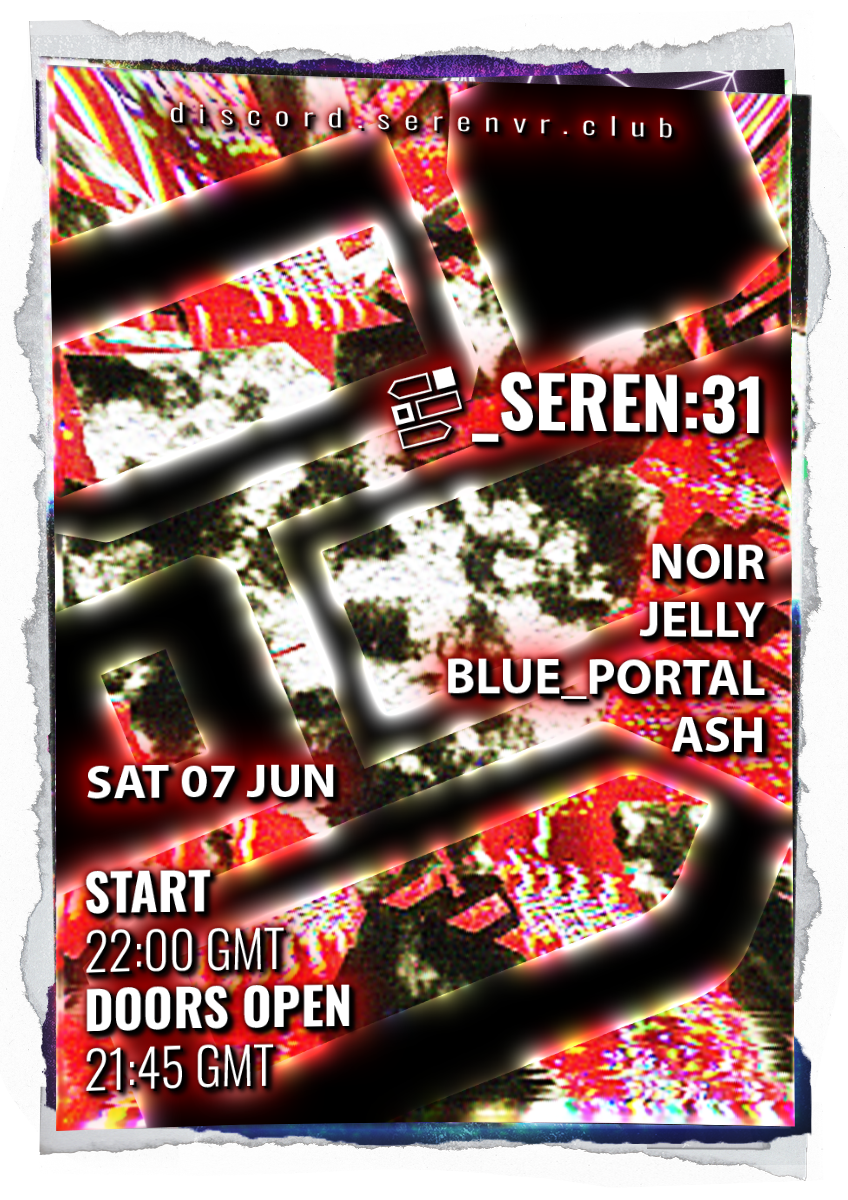 discord.serenvr.club
_SEREN:31
NOIR
JELLY
BLUE_PORTAL
ASH
SAT 07 JUN
START
22:00 GMT
DOORS OPEN
21:45 GMT